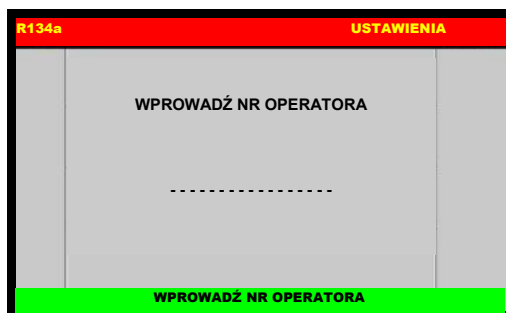 R134a USTAWIENIA
WPROWADŹ NR OPERATORA
- - - - - - - - - - - - - - - - -
WPROWADŹ NR OPERATORA